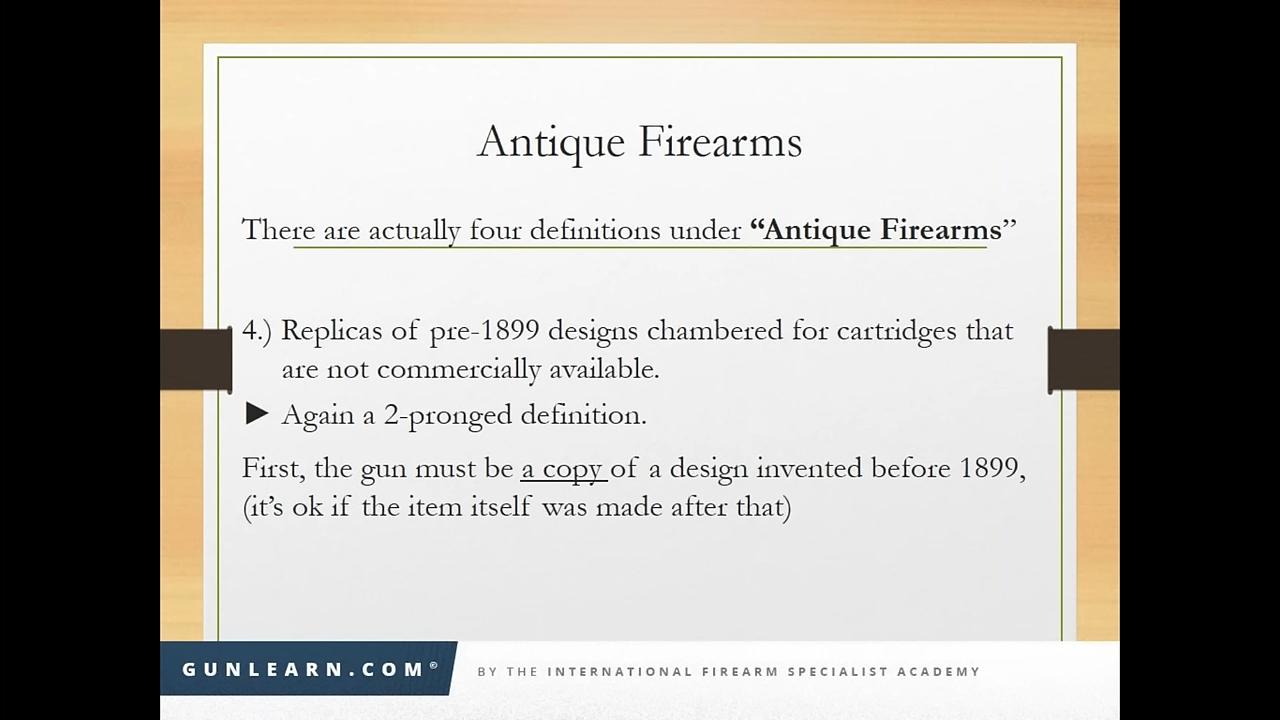 Antique Firearms
There are actually four definitions under “Antique Firearms”
4.) Replicas of pre-1899 designs chambered for cartridges that
are not commercially available.
► Again a 2-pronged definition.
First, the gun must be a copy of a design invented before 1899,
(it’s ok if the item itself was made after that)
GUNLEARN.COM©
BY THE INTERNATIONAL FIREARM SPECIALIST ACADEMY